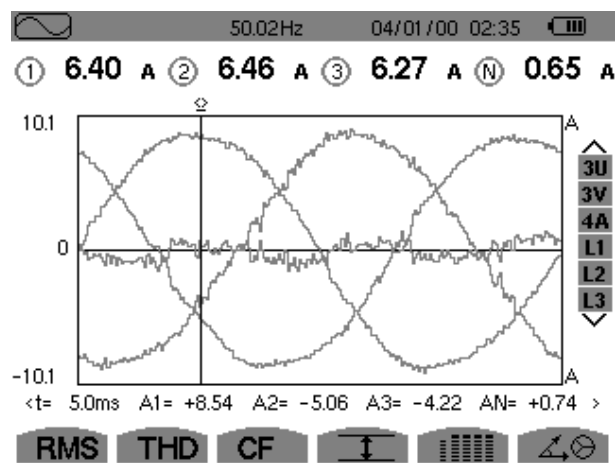 50.02Hz 04/01/00 02:35
1 6.40 A 2 6.46 A 3 6.27 A N 0.65 A
10.1 A
3U
3V
4A
0 L1
L2
L3
-10.1 A
<t= 5.0ms A1= +8.54 A2= -5.06 A3= -4.22 AN= +0.74 >
RMS THD CF